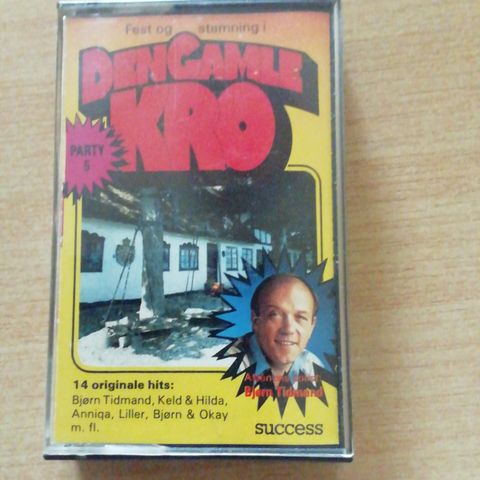 Fest og stemning i
DEN GAMLE
KRO
PARTY
5
Bjørn Tidmand
14 originale hits:
Bjørn Tidmand, Keld & Hilda,
Anniqa, Liller, Bjørn & Okay
m. fl.
success